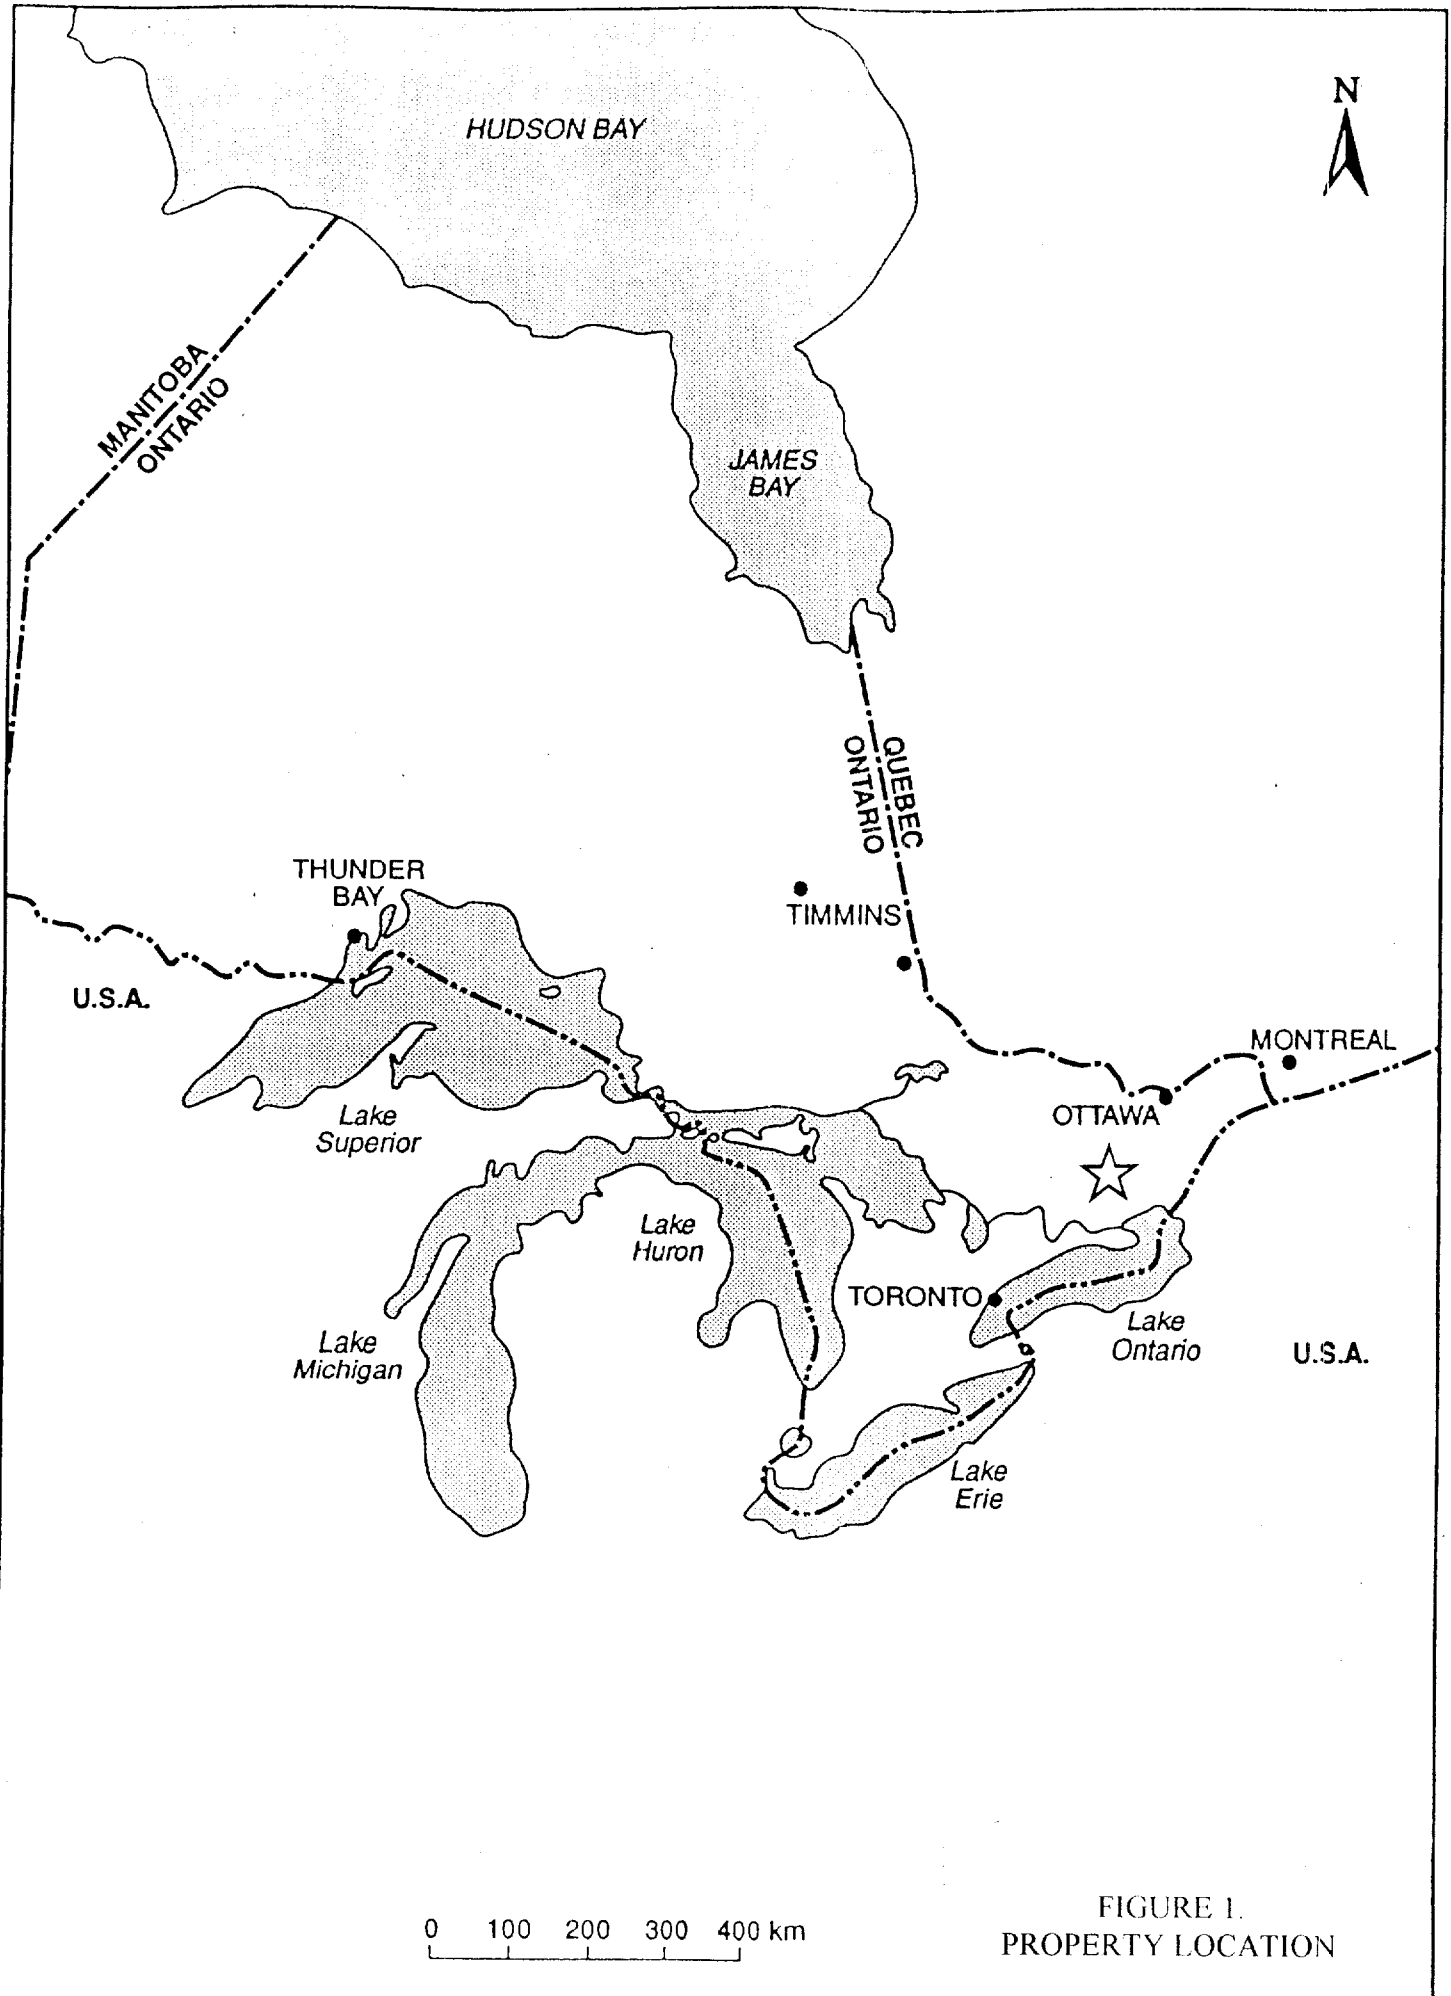 N
HUDSON BAY
MANITOBA
ONTARIO
JAMES
BAY
QUEBEC
ONTARIO
THUNDER
BAY
TIMMINS
U.S.A.
MONTREAL
OTTAWA
Lake
Superior
Lake
Huron
TORONTO
Lake
Ontario
U.S.A.
Lake
Michigan
Lake
Erie
0 100 200 300 400 km
FIGURE 1.
PROPERTY LOCATION